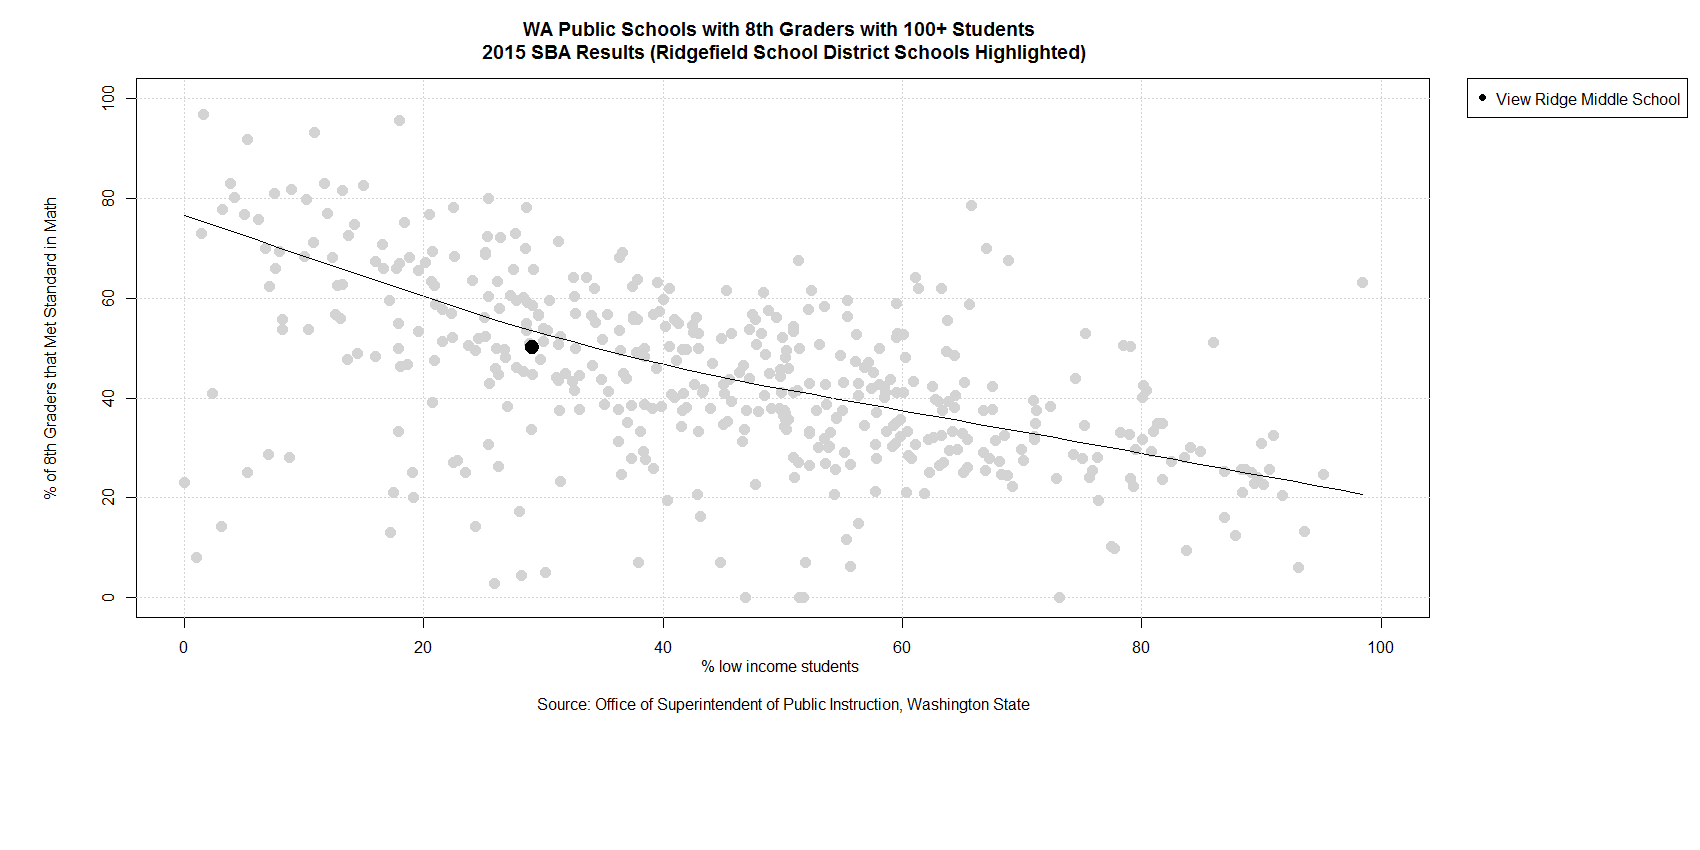 WA Public Schools with 8th Graders with 100+ Students
2015 SBA Results (Ridgefield School District Schools Highlighted)
View Ridge Middle School
% of 8th Graders that Met Standard in Math
100
80
60
40
20
0
0 20 40 60 80 100
% low income students
Source: Office of Superintendent of Public Instruction, Washington State